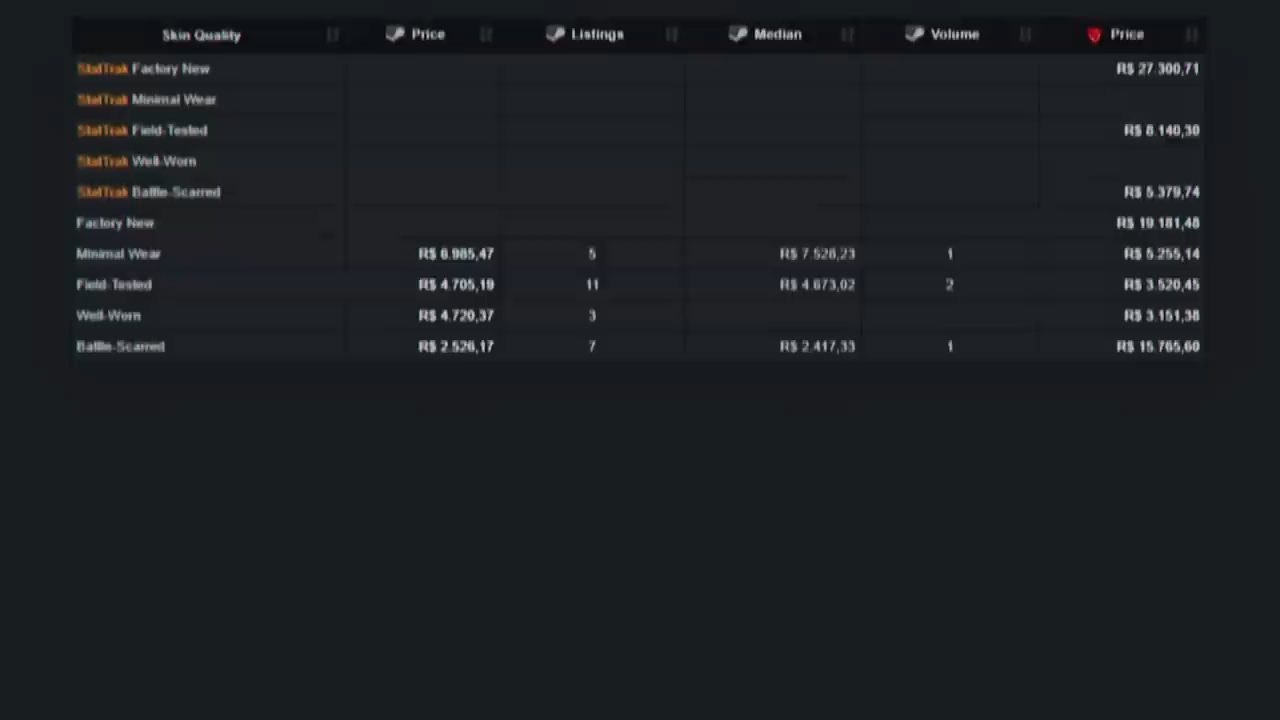 Skin Quality Price Listings Median Volume Price
StatTrak Factory New R$ 27.300,71
StatTrak Minimal Wear
StatTrak Field-Tested R$ 8.140,30
StatTrak Well-Worn
StatTrak Battle-Scarred R$ 5.379,74
Factory New R$ 19.181,48
Minimal Wear R$ 6.985,47 5 R$ 7.528,23 1 R$ 5.255,14
Field-Tested R$ 4.705,19 11 R$ 4.673,02 2 R$ 3.520,45
Well-Worn R$ 4.720,37 3 R$ 3.151,38
Battle-Scarred R$ 2.526,17 7 R$ 2.417,33 1 R$ 15.765,60